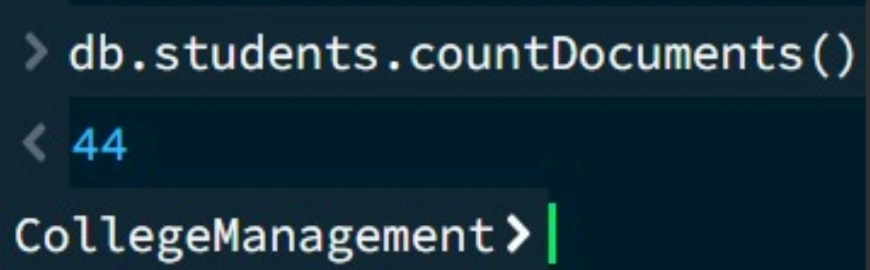 > db.students.countDocuments()
< 44
CollegeManagement>